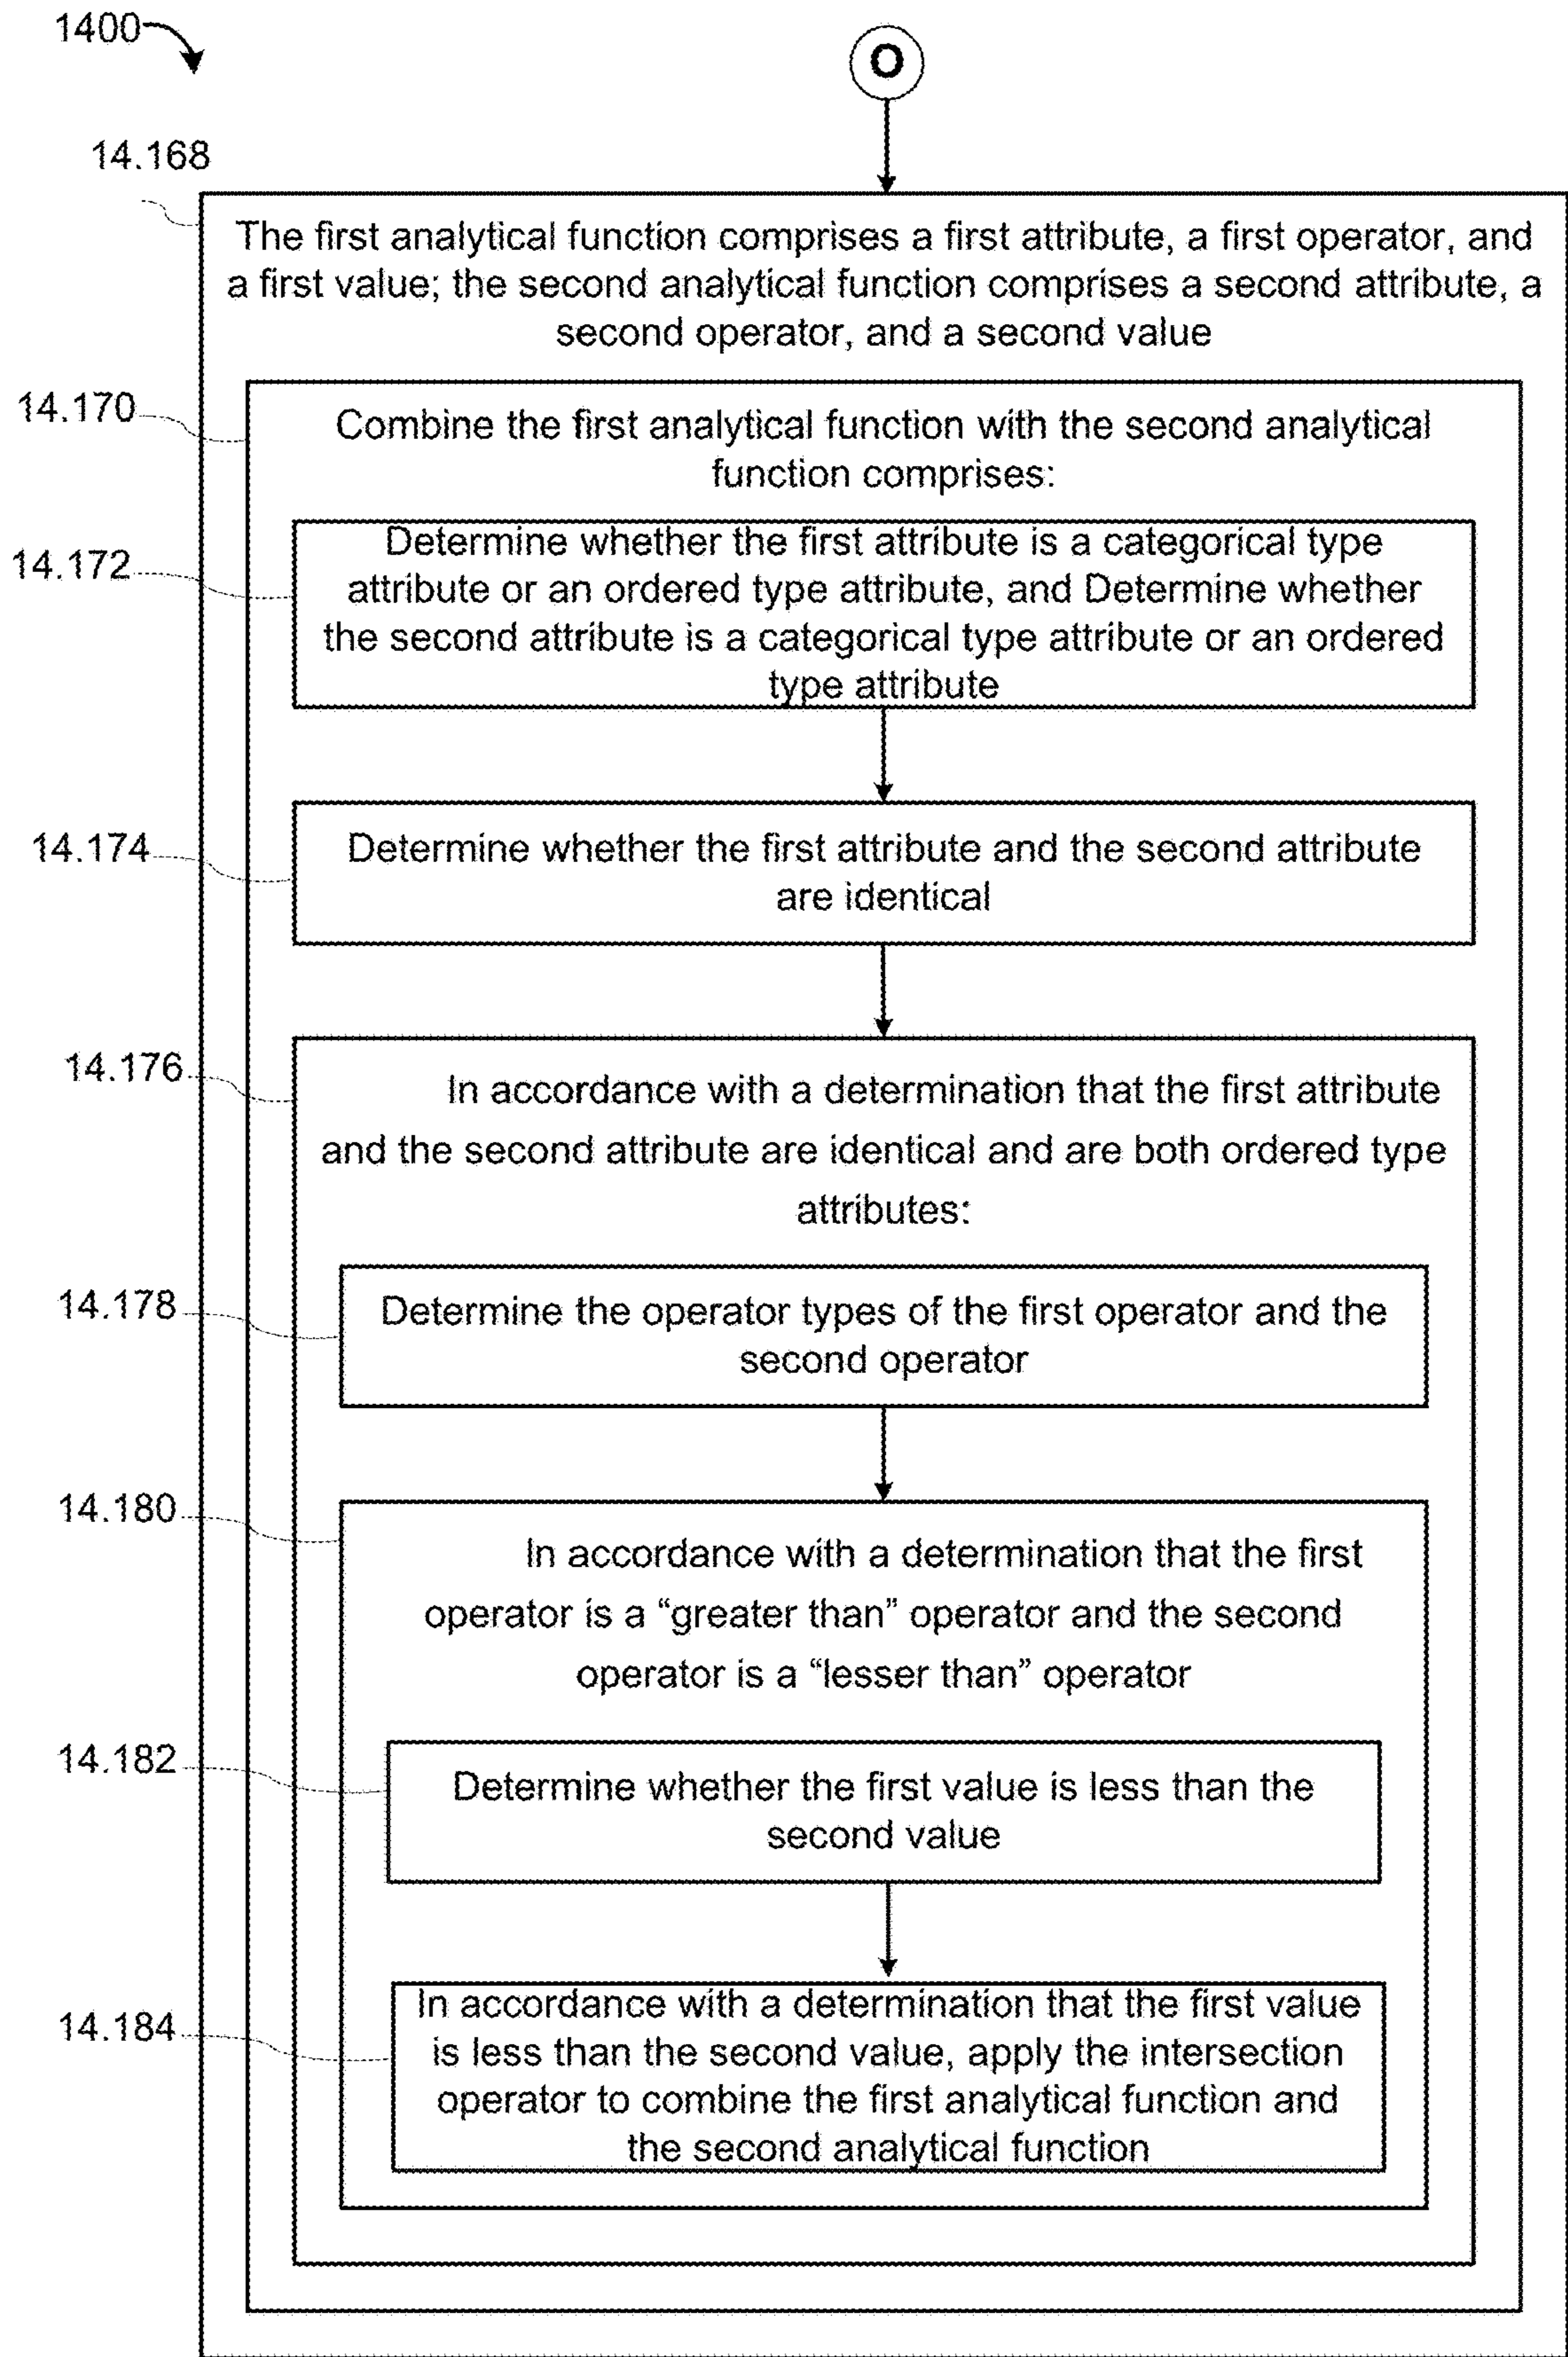 1400
O
14.168
The first analytical function comprises a first attribute, a first operator, and
a first value; the second analytical function comprises a second attribute, a
second operator, and a second value
14.170
Combine the first analytical function with the second analytical
function comprises:
14.172
Determine whether the first attribute is a categorical type
attribute or an ordered type attribute, and Determine whether
the second attribute is a categorical type attribute or an ordered
type attribute
14.174
Determine whether the first attribute and the second attribute
are identical
14.176
In accordance with a determination that the first attribute
and the second attribute are identical and are both ordered type
attributes:
14.178
Determine the operator types of the first operator and the
second operator
14.180
In accordance with a determination that the first
operator is a “greater than” operator and the second
operator is a “lesser than” operator
14.182
Determine whether the first value is less than the
second value
14.184
In accordance with a determination that the first value
is less than the second value, apply the intersection
operator to combine the first analytical function and
the second analytical function